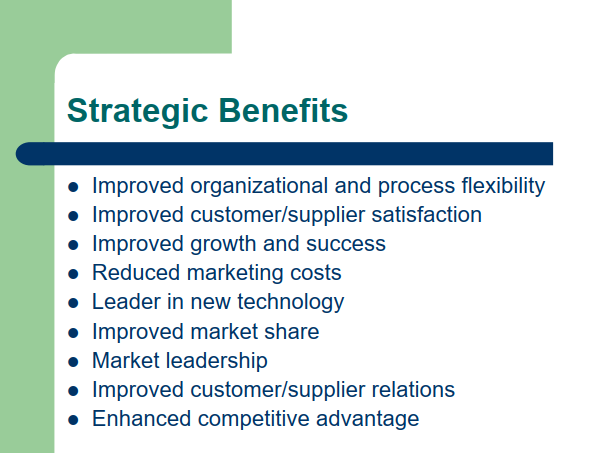 Strategic Benefits
● Improved organizational and process flexibility
● Improved customer/supplier satisfaction
● Improved growth and success
● Reduced marketing costs
● Leader in new technology
● Improved market share
● Market leadership
● Improved customer/supplier relations
● Enhanced competitive advantage